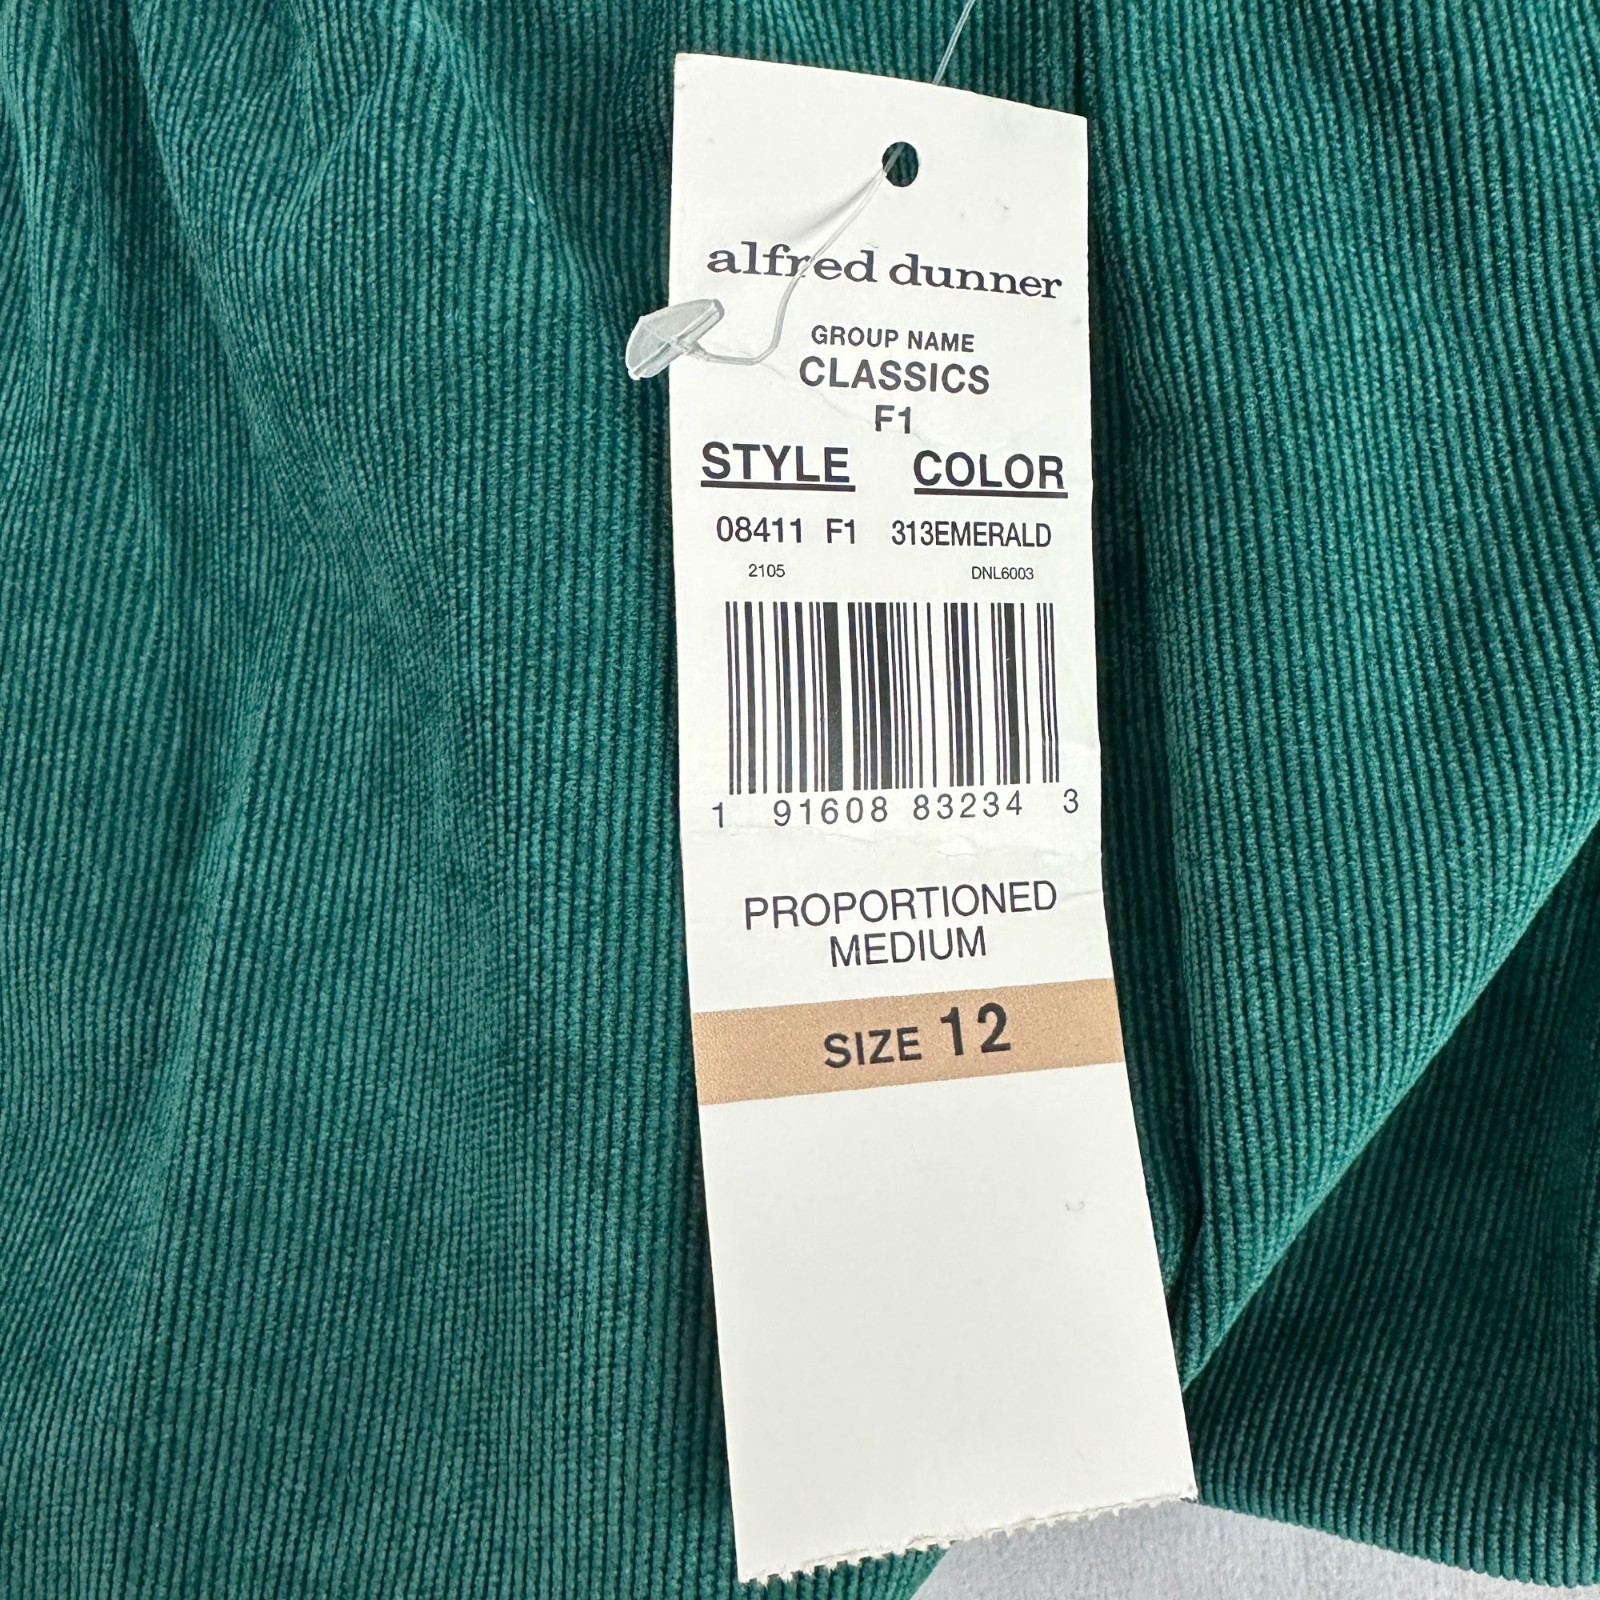 alfred dunner
GROUP NAME
CLASSICS
F1
STYLE COLOR
08411 F1 313EMERALD
2105 DNL6003
1 91608 83234 3
PROPORTIONED
MEDIUM
SIZE 12